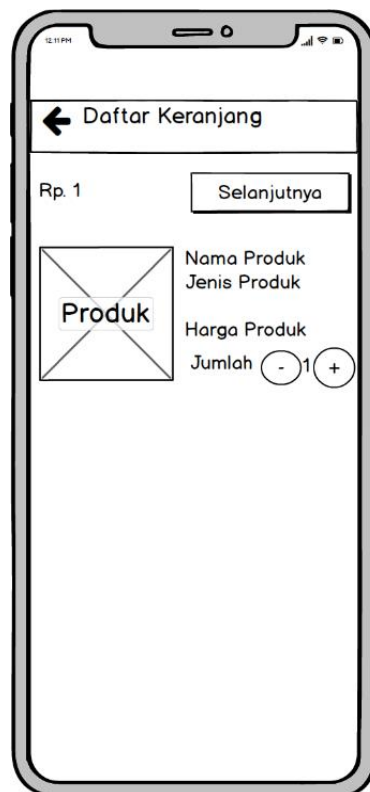 12.11 PM
Daftar Keranjang
Rp. 1
Selanjutnya
Produk
Nama Produk
Jenis Produk
Harga Produk
Jumlah - 1 +